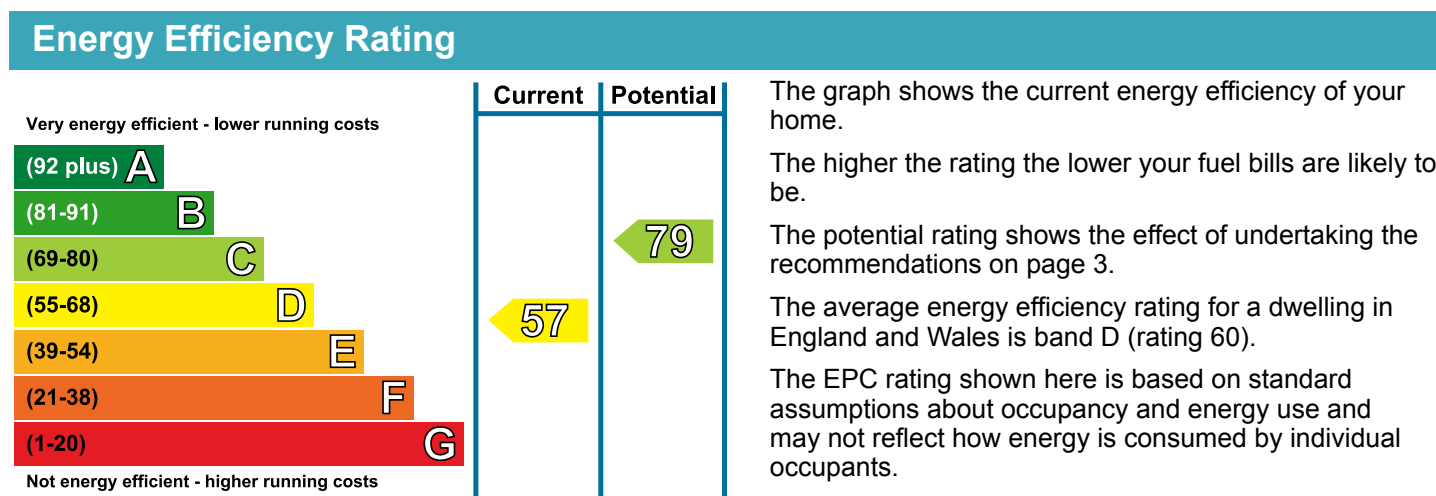 Energy Efficiency Rating
Current Potential
Very energy efficient - lower running costs
(92 plus) A
(81-91) B
(69-80) C
79
(55-68) D
57
(39-54) E
(21-38) F
(1-20) G
Not energy efficient - higher running costs
The graph shows the current energy efficiency of your
home.
The higher the rating the lower your fuel bills are likely to
be.
The potential rating shows the effect of undertaking the
recommendations on page 3.
The average energy efficiency rating for a dwelling in
England and Wales is band D (rating 60).
The EPC rating shown here is based on standard
assumptions about occupancy and energy use and
may not reflect how energy is consumed by individual
occupants.